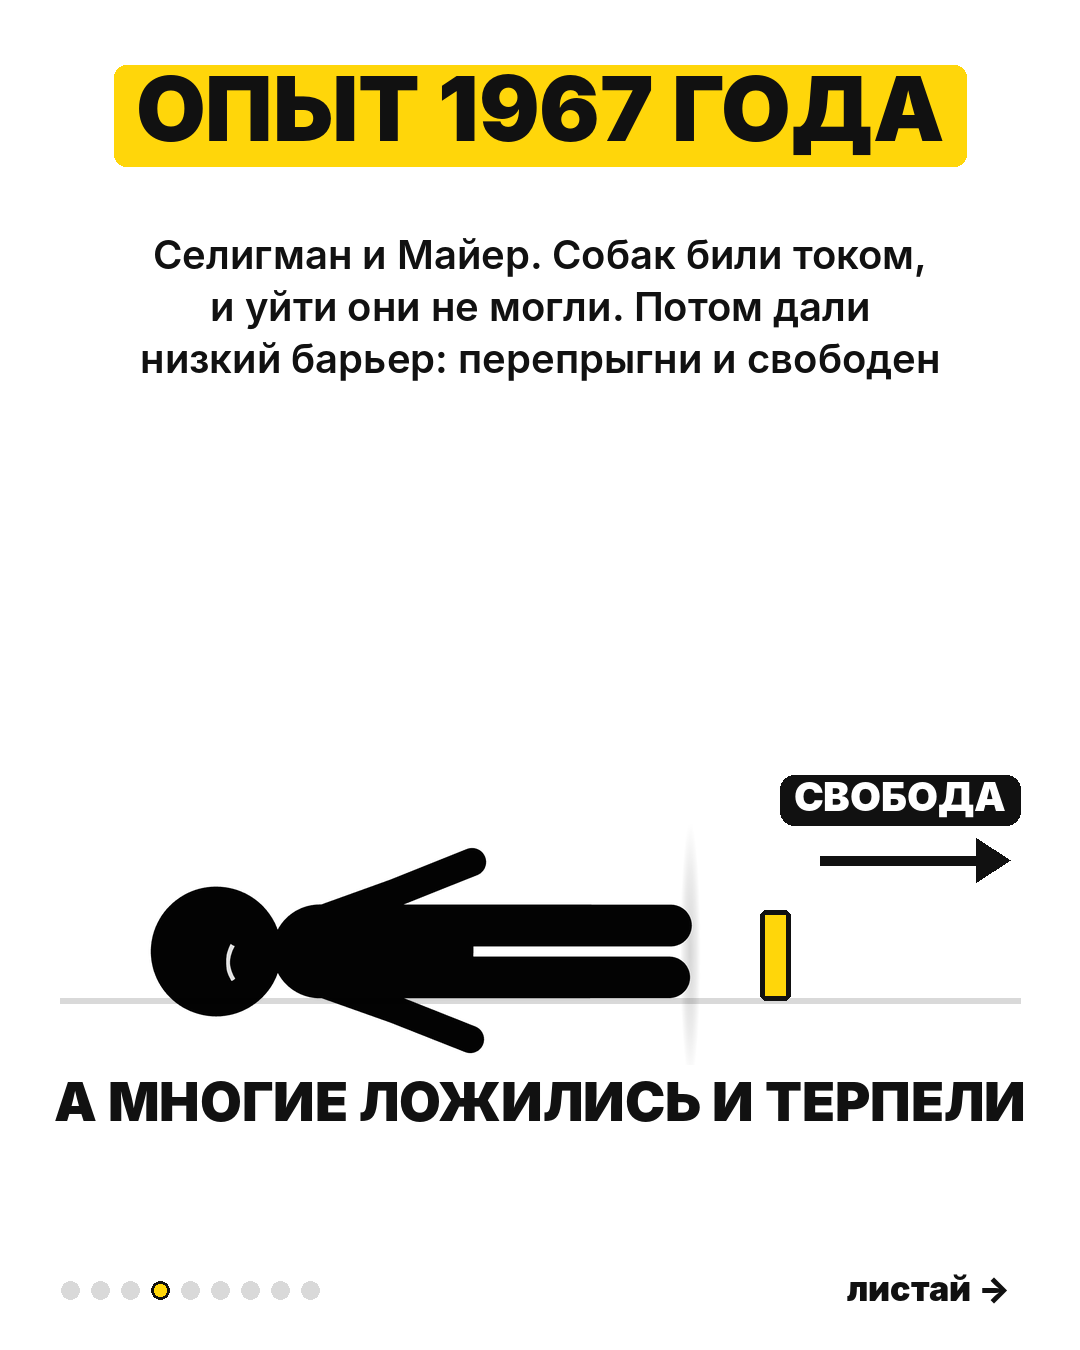 ОПЫТ 1967 ГОДА
Селигман и Майер. Собак били током,
и уйти они не могли. Потом дали
низкий барьер: перепрыгни и свободен
СВОБОДА
А МНОГИЕ ЛОЖИЛИСЬ И ТЕРПЕЛИ
листай →